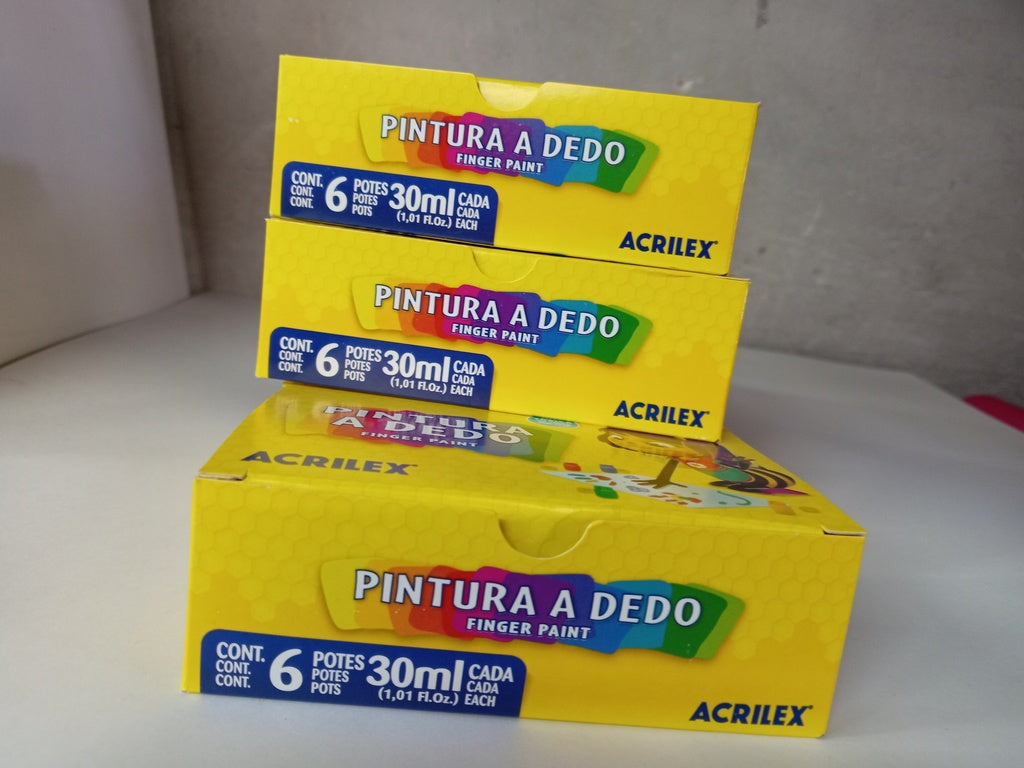 PINTURA A DEDO
FINGER PAINT
CONT. 6 POTES 30ml CADA
CONT. POTES (1,01 Fl.Oz.) CADA
CONT. POTS EACH
ACRILEX®
PINTURA A DEDO
FINGER PAINT
CONT. 6 POTES 30ml CADA
CONT. POTES (1,01 Fl.Oz.) CADA
CONT. POTS EACH
ACRILEX®
PINTURA
A DEDO
FINGER PAINT
ACRILEX®
PINTURA A DEDO
FINGER PAINT
CONT. 6 POTES 30ml CADA
CONT. POTES (1,01 Fl.Oz.) CADA
CONT. POTS EACH
ACRILEX®